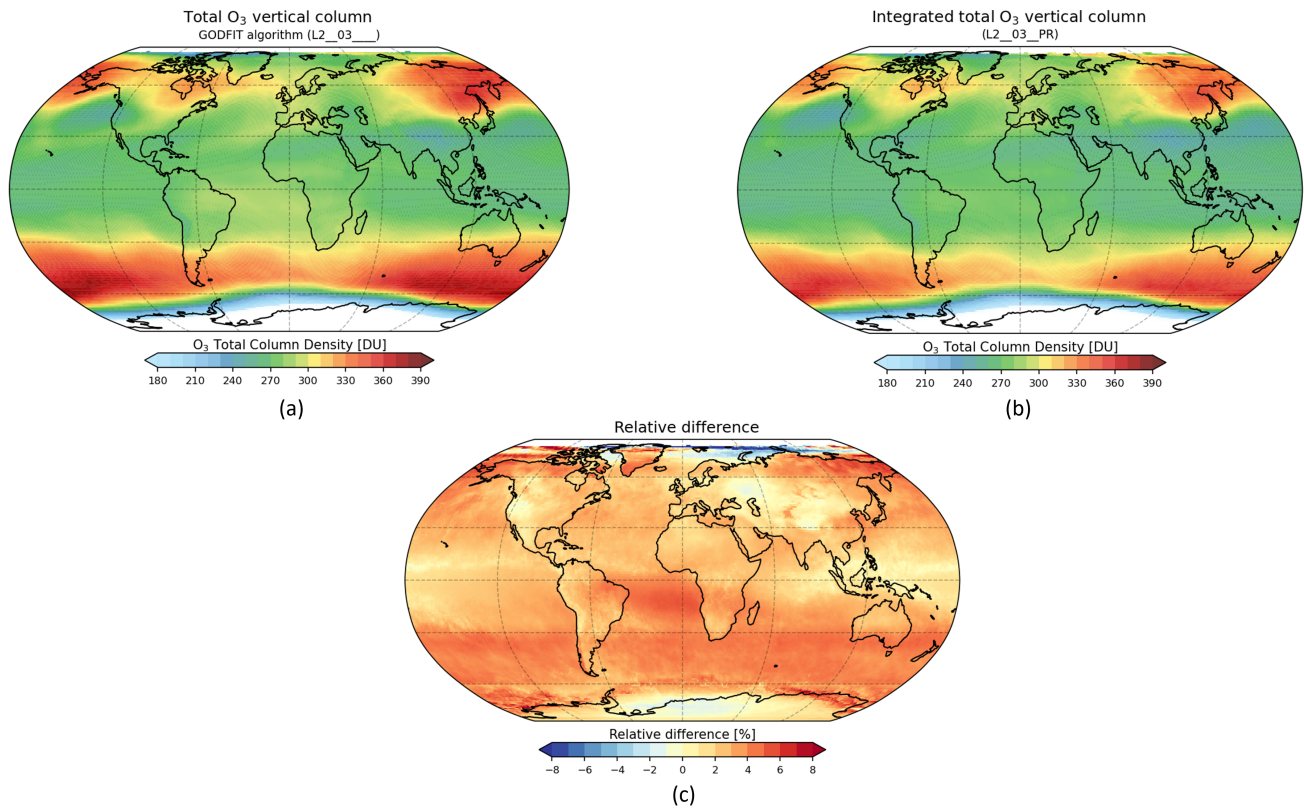 Total O₃ vertical column
GODFIT algorithm (L2__03____)
O₃ Total Column Density [DU]
180 210 240 270 300 330 360 390
(a)
Integrated total O₃ vertical column
(L2__03__PR)
O₃ Total Column Density [DU]
180 210 240 270 300 330 360 390
(b)
Relative difference
Relative difference [%]
−8 −6 −4 −2 0 2 4 6 8
(c)